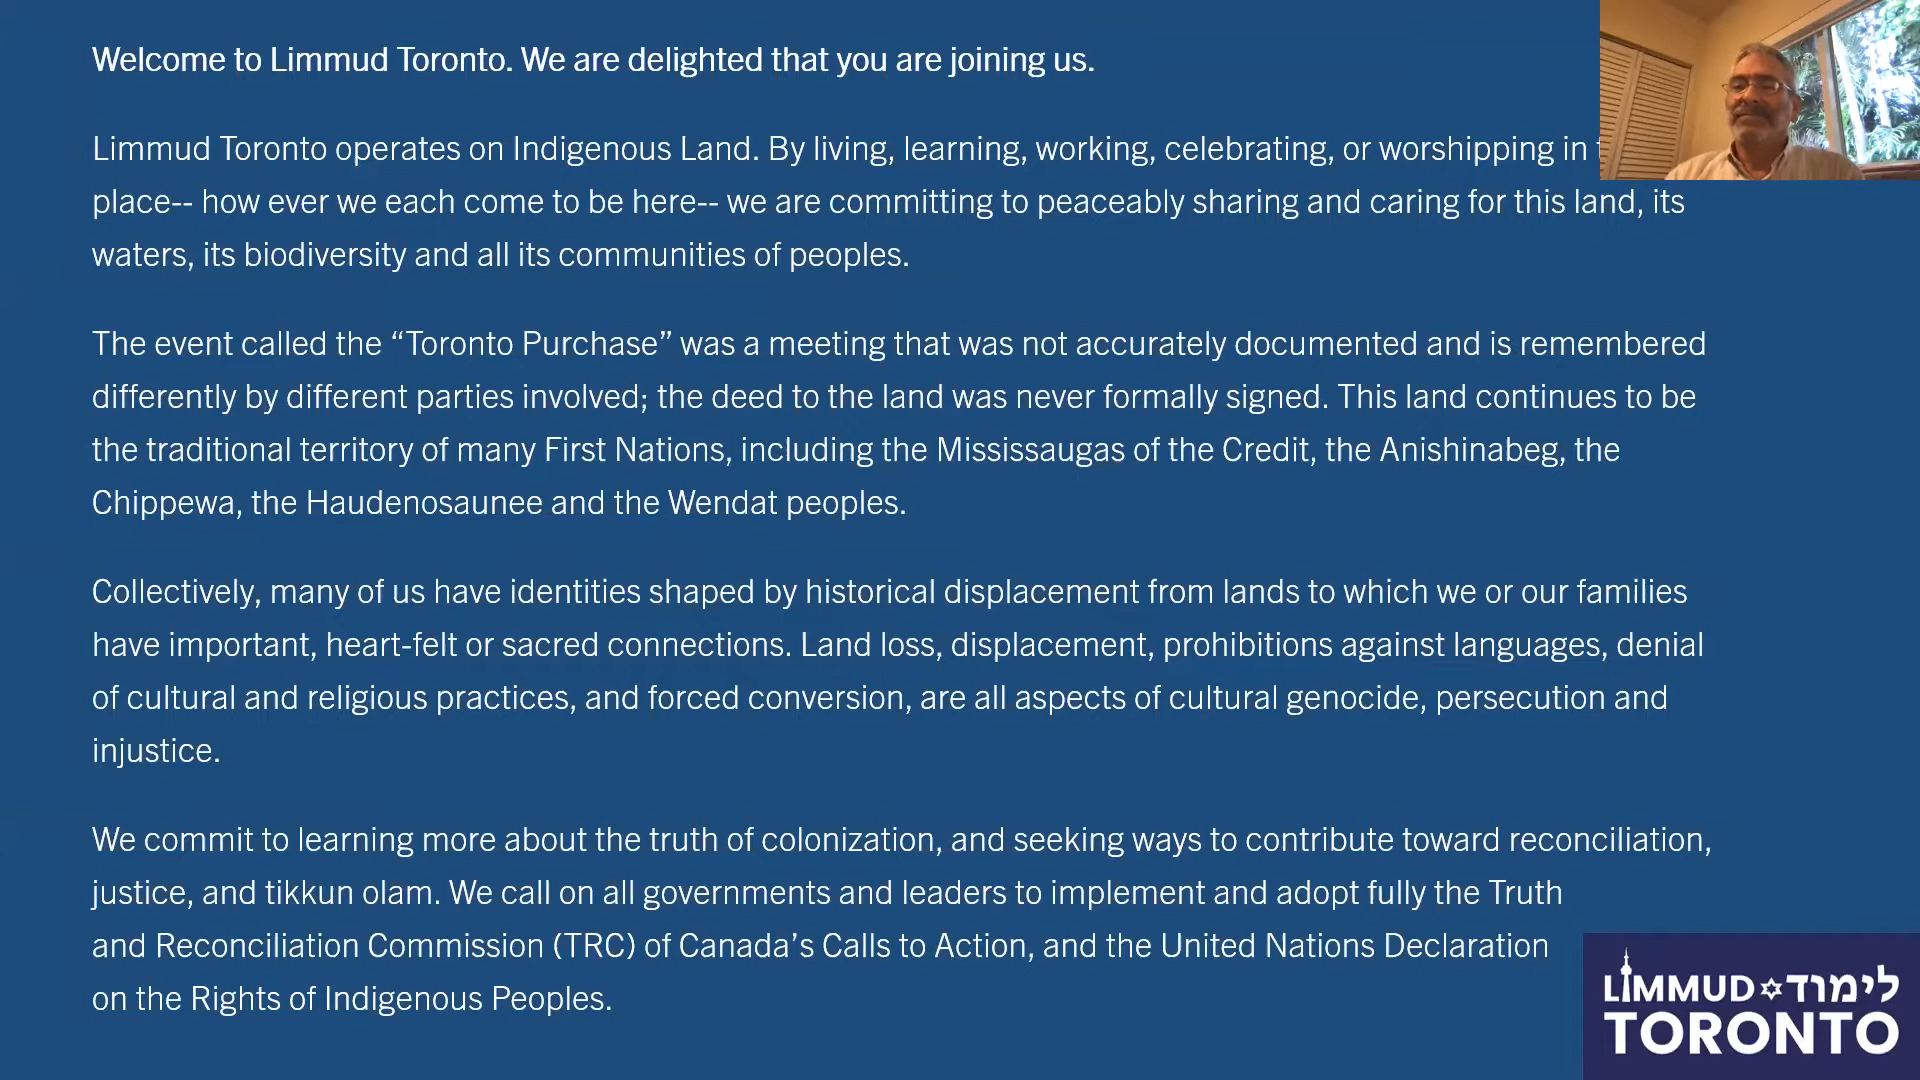 Welcome to Limmud Toronto. We are delighted that you are joining us.
Limmud Toronto operates on Indigenous Land. By living, learning, working, celebrating, or worshipping in
place-- how ever we each come to be here-- we are committing to peaceably sharing and caring for this land, its
waters, its biodiversity and all its communities of peoples.
The event called the “Toronto Purchase” was a meeting that was not accurately documented and is remembered
differently by different parties involved; the deed to the land was never formally signed. This land continues to be
the traditional territory of many First Nations, including the Mississaugas of the Credit, the Anishinabeg, the
Chippewa, the Haudenosaunee and the Wendat peoples.
Collectively, many of us have identities shaped by historical displacement from lands to which we or our families
have important, heart-felt or sacred connections. Land loss, displacement, prohibitions against languages, denial
of cultural and religious practices, and forced conversion, are all aspects of cultural genocide, persecution and
injustice.
We commit to learning more about the truth of colonization, and seeking ways to contribute toward reconciliation,
justice, and tikkun olam. We call on all governments and leaders to implement and adopt fully the Truth
and Reconciliation Commission (TRC) of Canada’s Calls to Action, and the United Nations Declaration
on the Rights of Indigenous Peoples.
LIMMUD לימוד
TORONTO